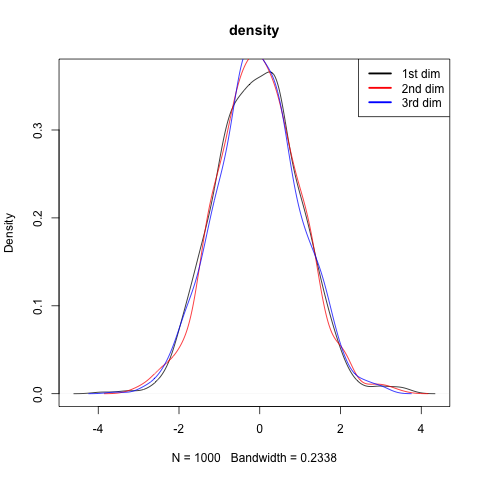 density
1st dim
2nd dim
3rd dim
Density
0.3
0.2
0.1
0.0
-4
-2
0
2
4
N = 1000   Bandwidth = 0.2338